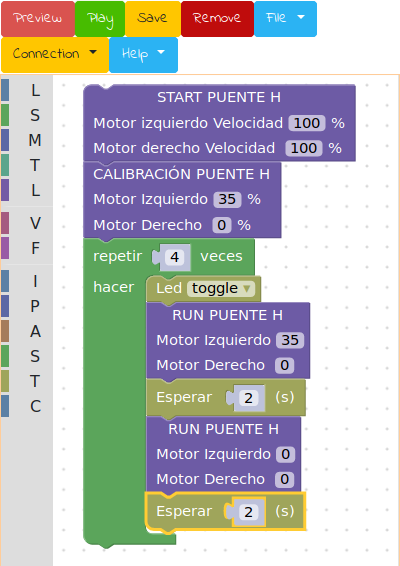 Preview Play Save Remove File
Connection Help
L
S
M
T
L
V
F
I
P
A
S
T
C
START PUENTE H
Motor izquierdo Velocidad 100 %
Motor derecho Velocidad 100 %
CALIBRACIÓN PUENTE H
Motor Izquierdo 35 %
Motor Derecho 0 %
repetir 4 veces
hacer Led toggle
RUN PUENTE H
Motor Izquierdo 35
Motor Derecho 0
Esperar 2 (s)
RUN PUENTE H
Motor Izquierdo 0
Motor Derecho 0
Esperar 2 (s)